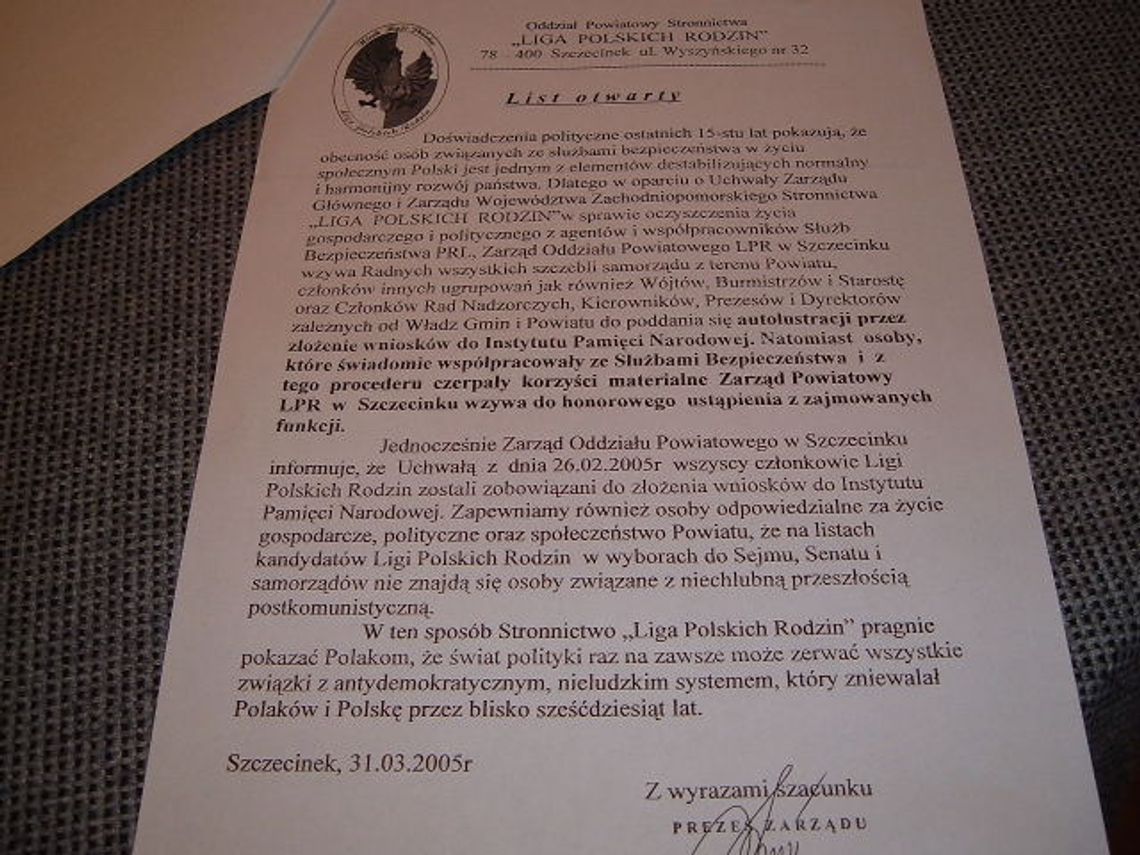 Oddział Powiatowy Stronnictwa
„LIGA POLSKICH RODZIN”
78 – 400 Szczecinek ul. Wyszyńskiego nr 32
List otwarty
Doświadczenia polityczne ostatnich 15-stu lat pokazują, że
obecność osób związanych ze służbami bezpieczeństwa w życiu
społecznym Polski jest jednym z elementów destabilizujących normalny
i harmonijny rozwój państwa. Dlatego w oparciu o Uchwały Zarządu
Głównego i Zarządu Województwa Zachodniopomorskiego Stronnictwa
„LIGA POLSKICH RODZIN”w sprawie oczyszczenia życia
gospodarczego i politycznego z agentów i współpracowników Służb
Bezpieczeństwa PRL, Zarząd Oddziału Powiatowego LPR w Szczecinku
wzywa Radnych wszystkich szczebli samorządu z terenu Powiatu,
członków innych ugrupowań jak również Wójtów, Burmistrzów i Starostę
oraz Członków Rad Nadzorczych, Kierowników, Prezesów i Dyrektorów
zależnych od Władz Gmin i Powiatu do poddania się autolustracji przez
złożenie wniosków do Instytutu Pamięci Narodowej. Natomiast osoby,
które świadomie współpracowały ze Służbami Bezpieczeństwa i z
tego procederu czerpały korzyści materialne Zarząd Powiatowy
LPR w Szczecinku wzywa do honorowego ustąpienia z zajmowanych
funkcji.
Jednocześnie Zarząd Oddziału Powiatowego w Szczecinku
informuje, że Uchwałą z dnia 26.02.2005r wszyscy członkowie Ligi
Polskich Rodzin zostali zobowiązani do złożenia wniosków do Instytutu
Pamięci Narodowej. Zapewniamy również osoby odpowiedzialne za życie
gospodarcze, polityczne oraz społeczeństwo Powiatu, że na listach
kandydatów Ligi Polskich Rodzin w wyborach do Sejmu, Senatu i
samorządów nie znajdą się osoby związane z niechlubną przeszłością
postkomunistyczną.
W ten sposób Stronnictwo „Liga Polskich Rodzin” pragnie
pokazać Polakom, że świat polityki raz na zawsze może zerwać wszystkie
związki z antydemokratycznym, nieludzkim systemem, który zniewalał
Polaków i Polskę przez blisko sześćdziesiąt lat.
Szczecinek, 31.03.2005r
Z wyrazami szacunku
PREZES ZARZĄDU